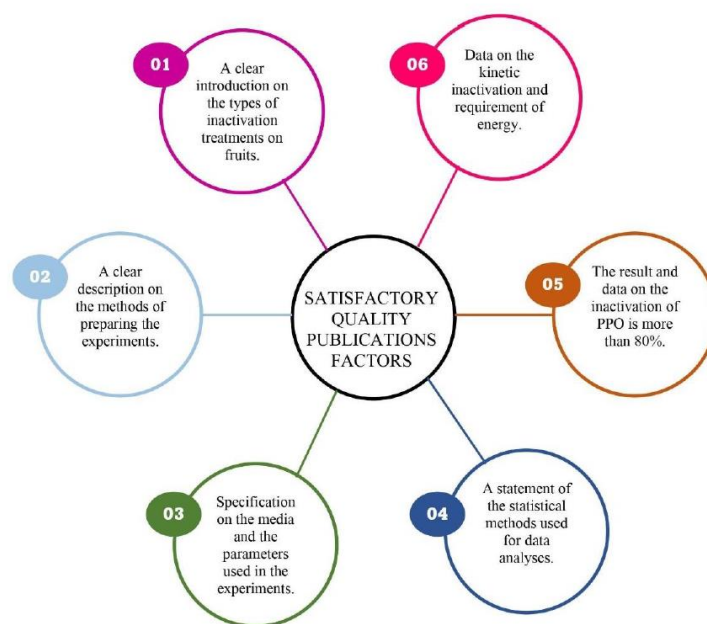 01
A clear
introduction on
the types of
inactivation
treatments on
fruits.
06
Data on the
kinetic
inactivation and
requirement of
energy.
02
A clear
description on
the methods of
preparing the
experiments.
SATISFACTORY
QUALITY
PUBLICATIONS
FACTORS
05
The result and
data on the
inactivation of
PPO is more
than 80%.
03
Specification on
the media and
the parameters
used in the
experiments.
04
A statement of
the statistical
methods used
for data
analyses.